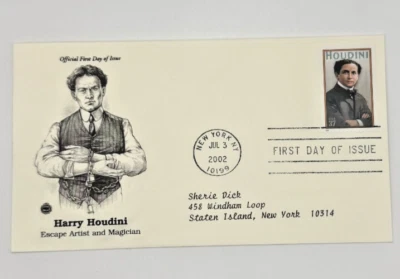 Official First Day of Issue
HOUDINI
37
NEW YORK NY
JUL 3
2002
10199
FIRST DAY OF ISSUE
Sherie Dick
458 Windham Loop
Staten Island, New York 10314
Harry Houdini
Escape Artist and Magician